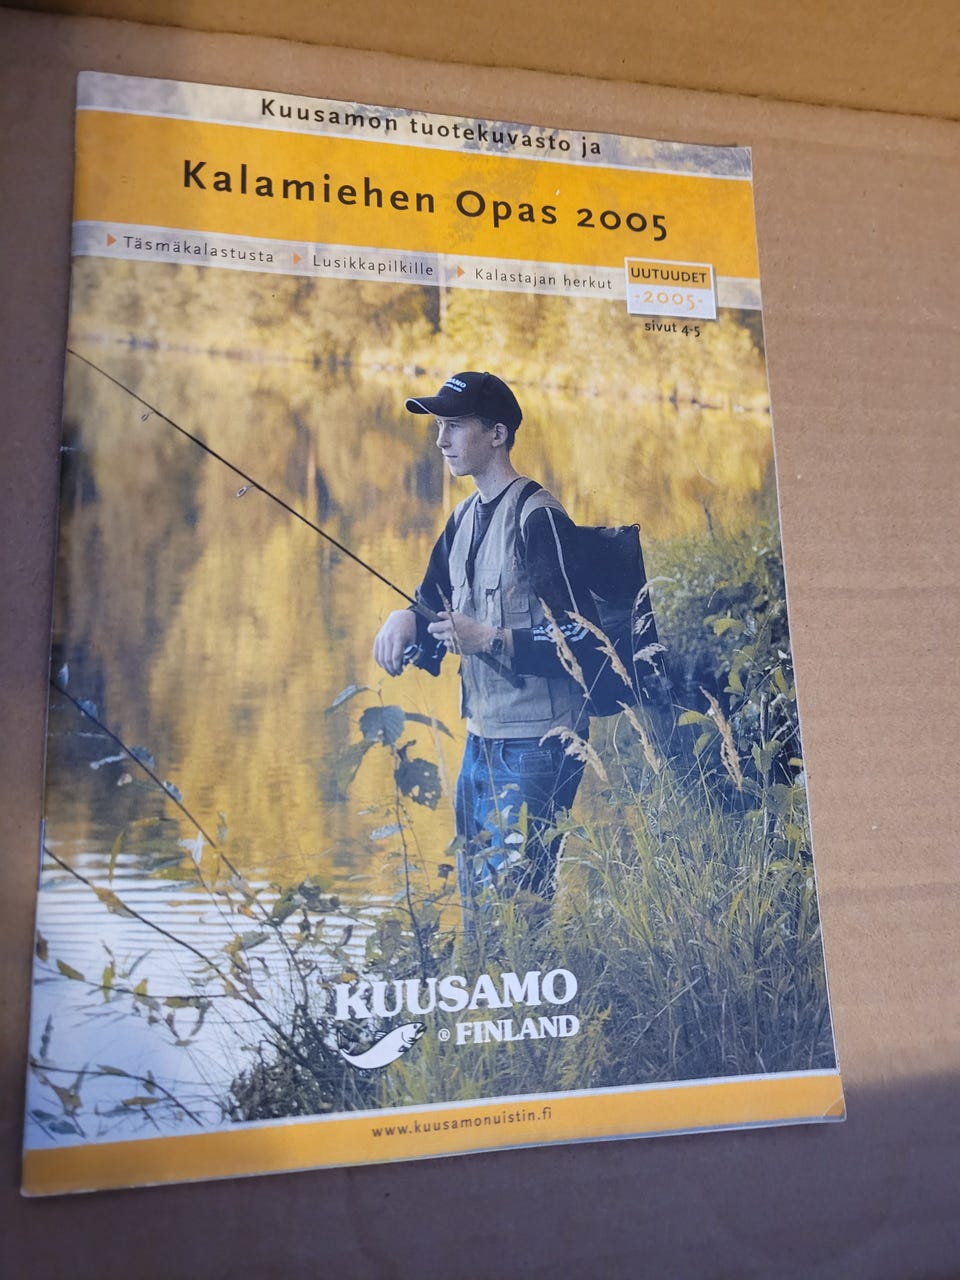 Kuusamon tuotekuvasto ja
Kalamiehen Opas 2005
Täsmäkalastusta
Lusikkapilkille
Kalastajan herkut
UUTUUDET
-2005-
sivut 4-5
KUUSAMO
® FINLAND
www.kuusamonuistin.fi